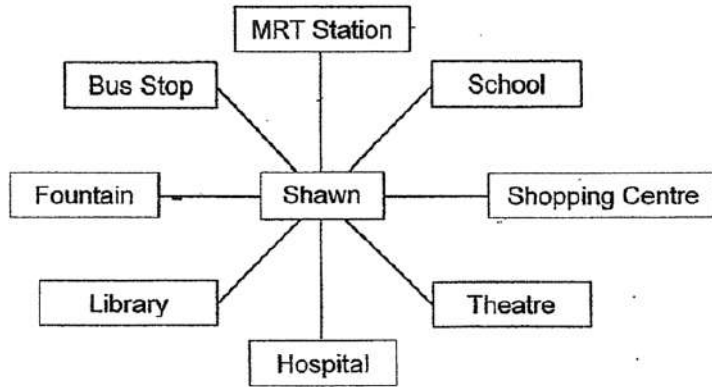 MRT Station
Bus Stop
School
Fountain
Shawn
Shopping Centre
Library
Theatre
Hospital